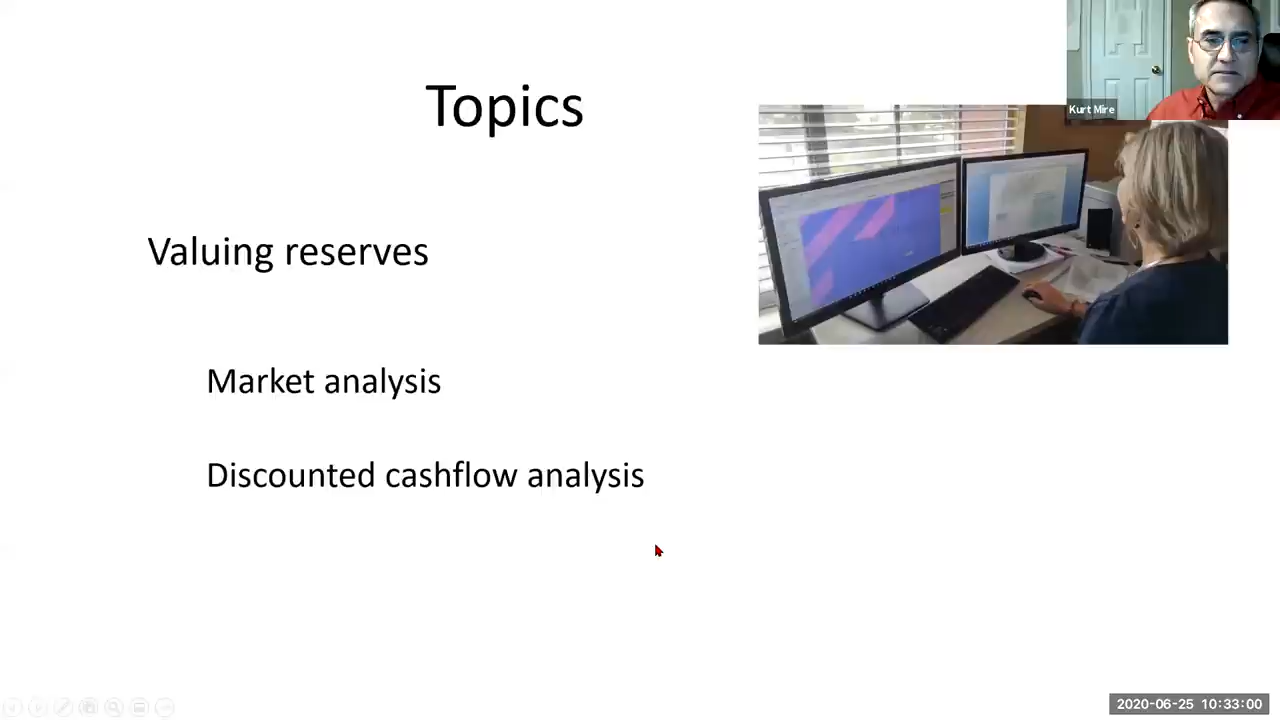 Topics
Kurt Mire
Valuing reserves
Market analysis
Discounted cashflow analysis
2020-06-25 10:33:00